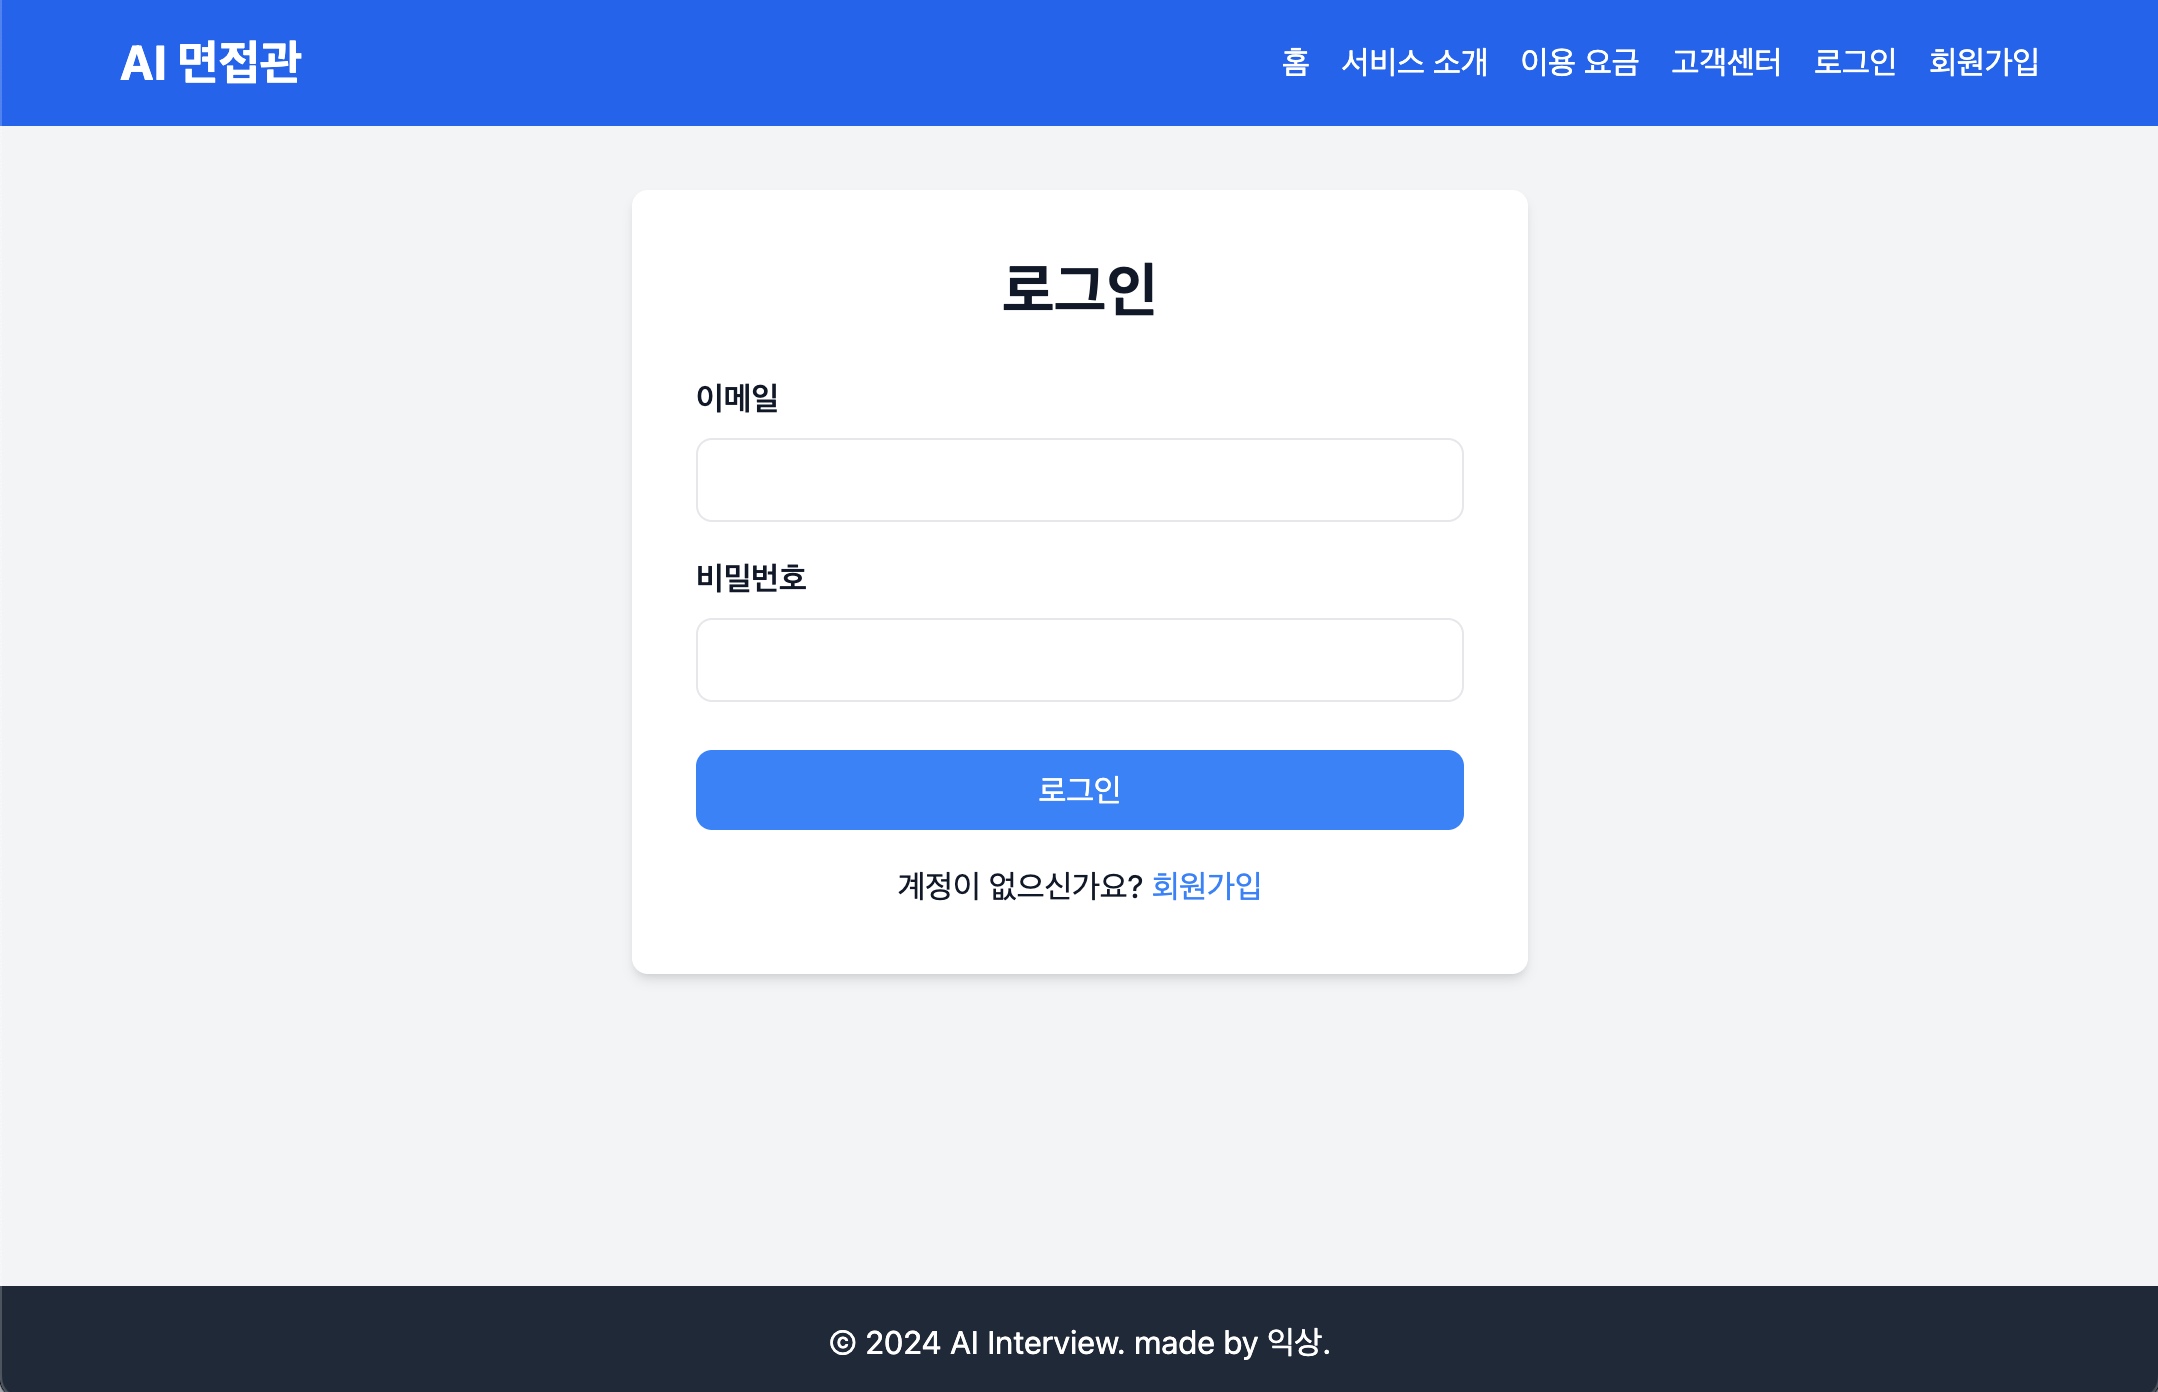 AI 면접관
홈 서비스 소개 이용 요금 고객센터 로그인 회원가입
로그인
이메일
비밀번호
로그인
계정이 없으신가요? 회원가입
© 2024 AI Interview. made by 익상.